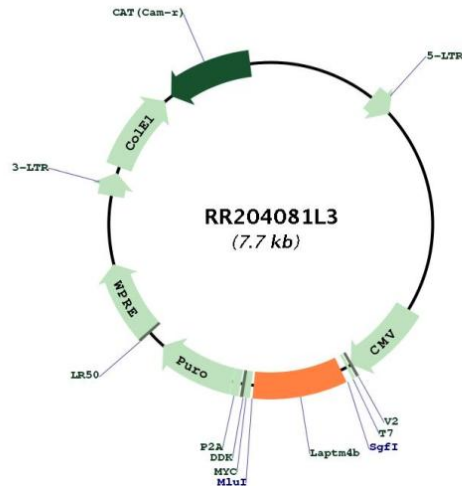 CAT(Cam-r)
5-LTR
ColE1
3-LTR
RR204081L3
(7.7 kb)
WPRE
CMV
LR50
Puro
V2
T7
SgfI
P2A
DDK
MYC
MluI
Laptm4b